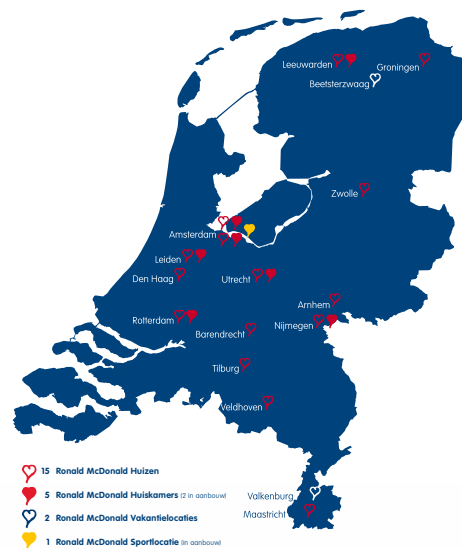 Leeuwarden
Groningen
Beetsterzwaag
Zwolle
Amsterdam
Leiden
Den Haag
Utrecht
Arnhem
Rotterdam
Nijmegen
Barendrecht
Tilburg
Veldhoven
15 Ronald McDonald Huizen
5 Ronald McDonald Huiskamers (2 in aanbouw)
Valkenburg
2 Ronald McDonald Vakantielocaties
Maastricht
1 Ronald McDonald Sportlocatie (in aanbouw)